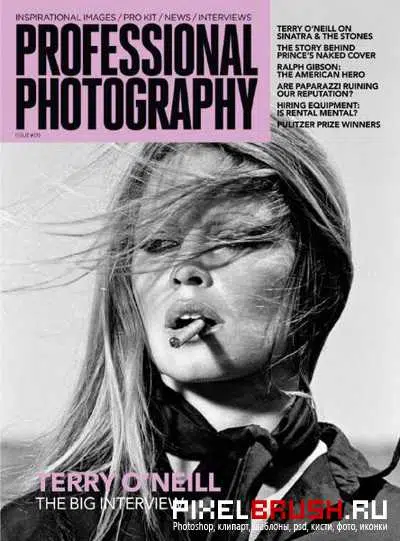 INSPIRATIONAL IMAGES / PRO KIT / NEWS / INTERVIEWS
PROFESSIONAL
PHOTOGRAPHY
TERRY O'NEILL ON
SINATRA & THE STONES
THE STORY BEHIND
PRINCE'S NAKED COVER
RALPH GIBSON:
THE AMERICAN HERO
ARE PAPARAZZI RUINING
OUR REPUTATION?
HIRING EQUIPMENT:
IS RENTAL MENTAL?
PULITZER PRIZE WINNERS
TERRY O'NEILL
THE BIG INTERVIEW
PIXELBRUSH.RU
Photoshop, клипарт, шаблоны, psd, кисти, фото, иконки